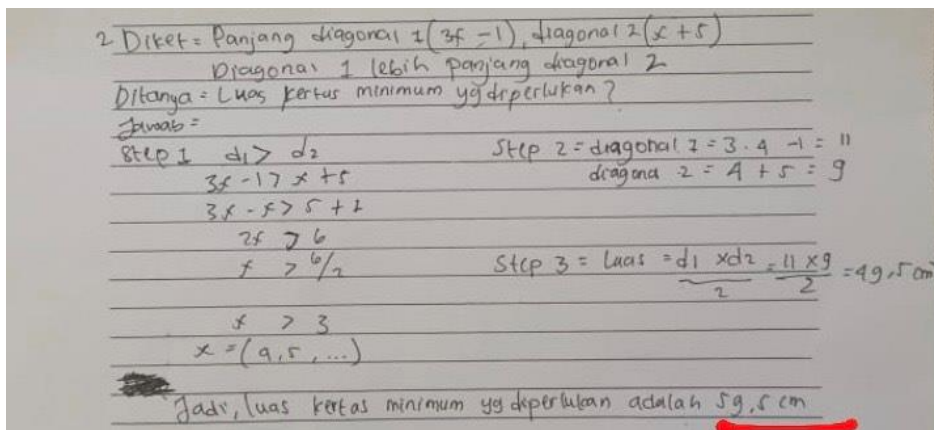 2 Diket = Panjang diagonal 1 (3x - 1), diagonal 2 (x + 5)
Diagonal 1 lebih panjang diagonal 2
Ditanya = Luas kertas minimum yg diperlukan?
Jawab =
Step 1 d1 > d2
3x - 1 > x + 5
3x - x > 5 + 1
2x > 6
x > 6/2
x > 3
x = (4, 5, ...)
Step 2 = diagonal 1 = 3 . 4 - 1 = 11
diagona 2 = 4 + 5 = 9
Step 3 = Luas = d1 x d2 / 2 = 11 x 9 / 2 = 49,5 cm
Jadi, luas kertas minimum yg diperlukan adalah 59,5 cm